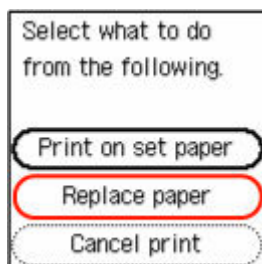 Select what to do
from the following.
Print on set paper
Replace paper
Cancel print